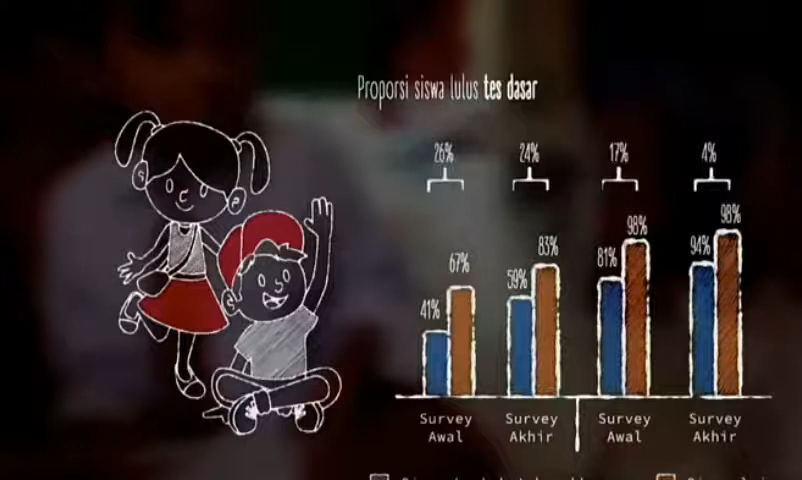 Proporsi siswa lulus tes dasar
26% 24% 17% 4%
41% 67% 59% 83% 81% 98% 94% 98%
Survey Awal
Survey Akhir
Survey Awal
Survey Akhir